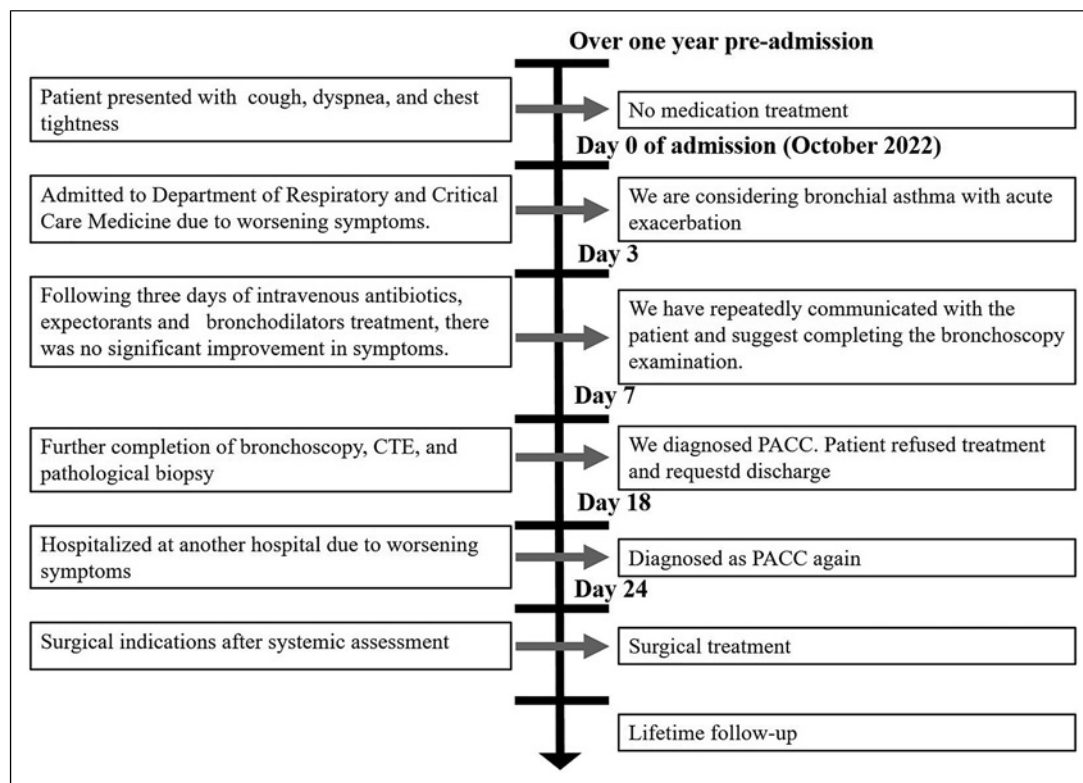 Over one year pre-admission
Patient presented with cough, dyspnea, and chest
tightness
No medication treatment
Day 0 of admission (October 2022)
Admitted to Department of Respiratory and Critical
Care Medicine due to worsening symptoms.
We are considering bronchial asthma with acute
exacerbation
Day 3
Following three days of intravenous antibiotics,
expectorants and bronchodilators treatment, there
was no significant improvement in symptoms.
We have repeatedly communicated with the
patient and suggest completing the bronchoscopy
examination.
Day 7
Further completion of bronchoscopy, CTE, and
pathological biopsy
We diagnosed PACC. Patient refused treatment
and requestd discharge
Day 18
Hospitalized at another hospital due to worsening
symptoms
Diagnosed as PACC again
Day 24
Surgical indications after systemic assessment
Surgical treatment
Lifetime follow-up